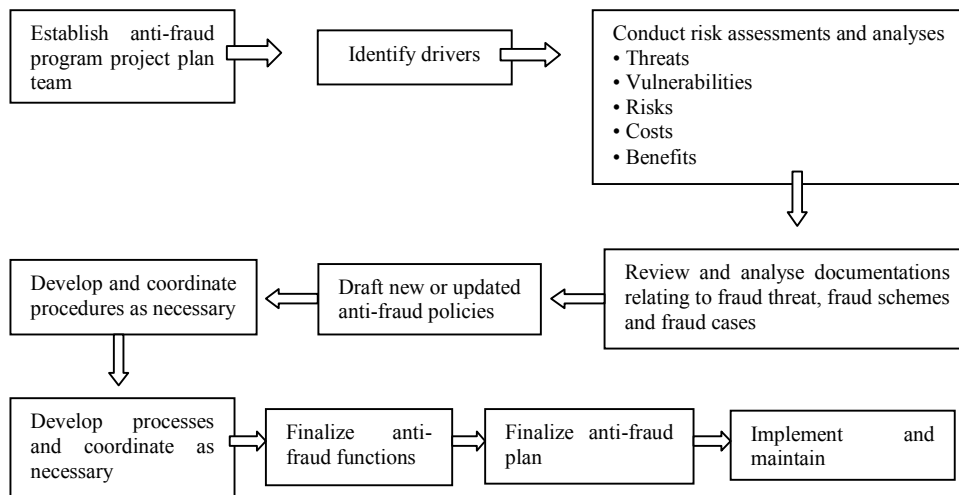 Establish anti-fraud
program project plan
team
Identify drivers
Conduct risk assessments and analyses
• Threats
• Vulnerabilities
• Risks
• Costs
• Benefits
Review and analyse documentations
relating to fraud threat, fraud schemes
and fraud cases
Draft new or updated
anti-fraud policies
Develop and coordinate
procedures as necessary
Develop processes
and coordinate as
necessary
Finalize anti-
fraud functions
Finalize anti-fraud
plan
Implement and
maintain